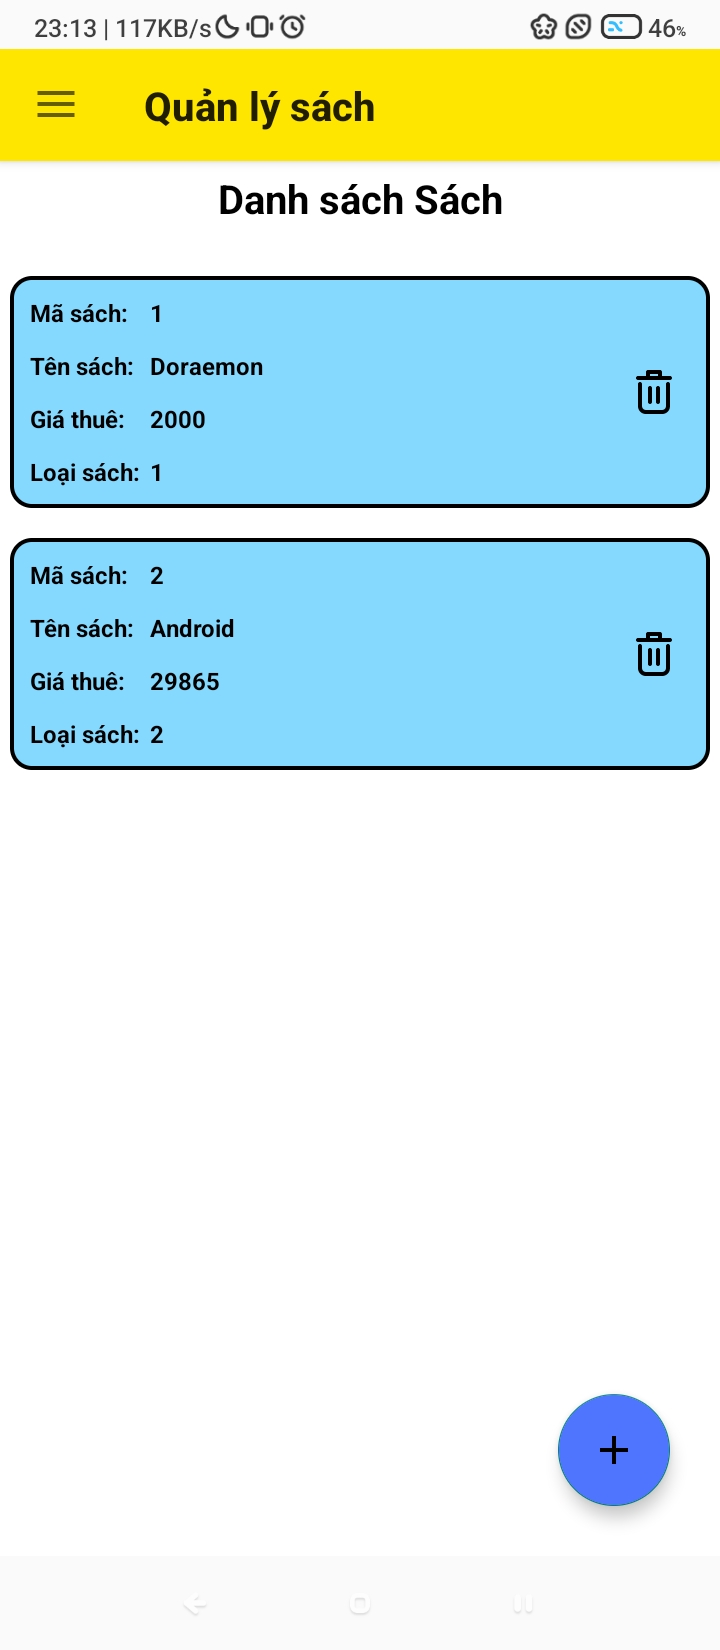 23:13 | 117KB/s 46%
Quản lý sách
Danh sách Sách
Mã sách: 1
Tên sách: Doraemon
Giá thuê: 2000
Loại sách: 1
Mã sách: 2
Tên sách: Android
Giá thuê: 29865
Loại sách: 2